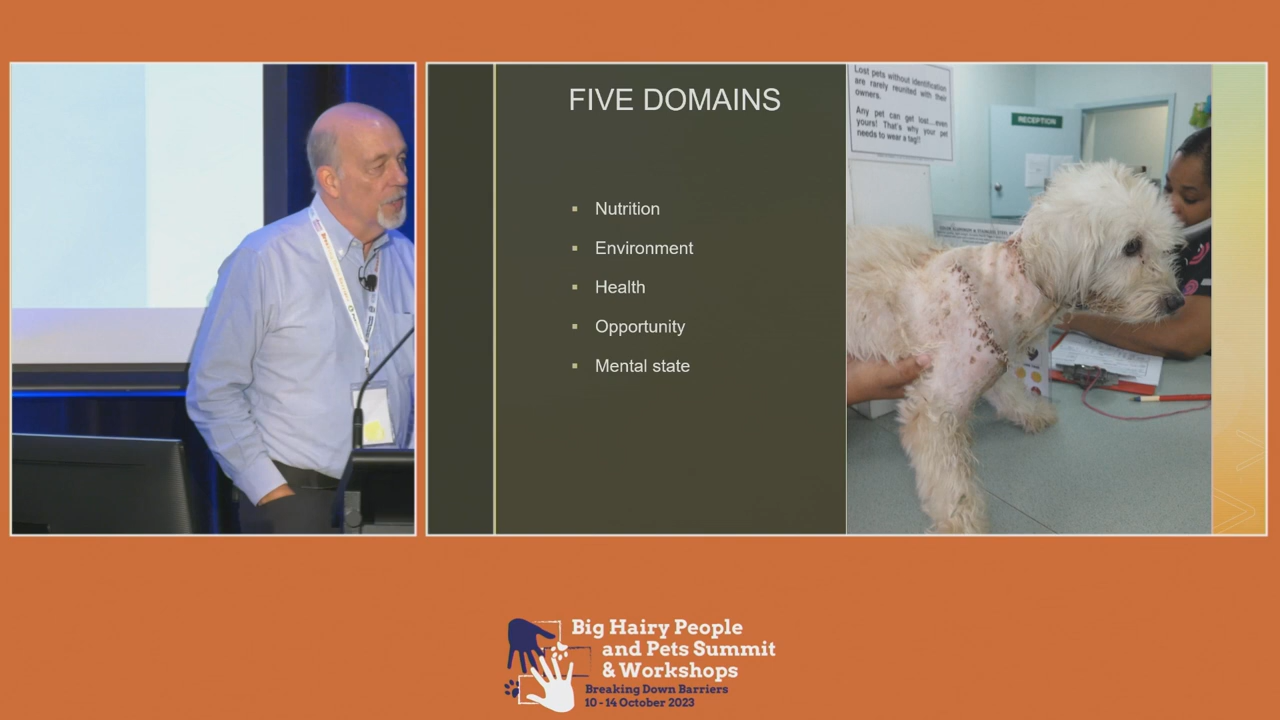 FIVE DOMAINS
Nutrition
Environment
Health
Opportunity
Mental state
Lost pets without identification
are rarely reunited with their
owners.
Any pet can get lost....even
yours! That's why your pet
needs to wear a tag!!
RECEPTION
Big Hairy People
and Pets Summit
& Workshops
Breaking Down Barriers
10 - 14 October 2023